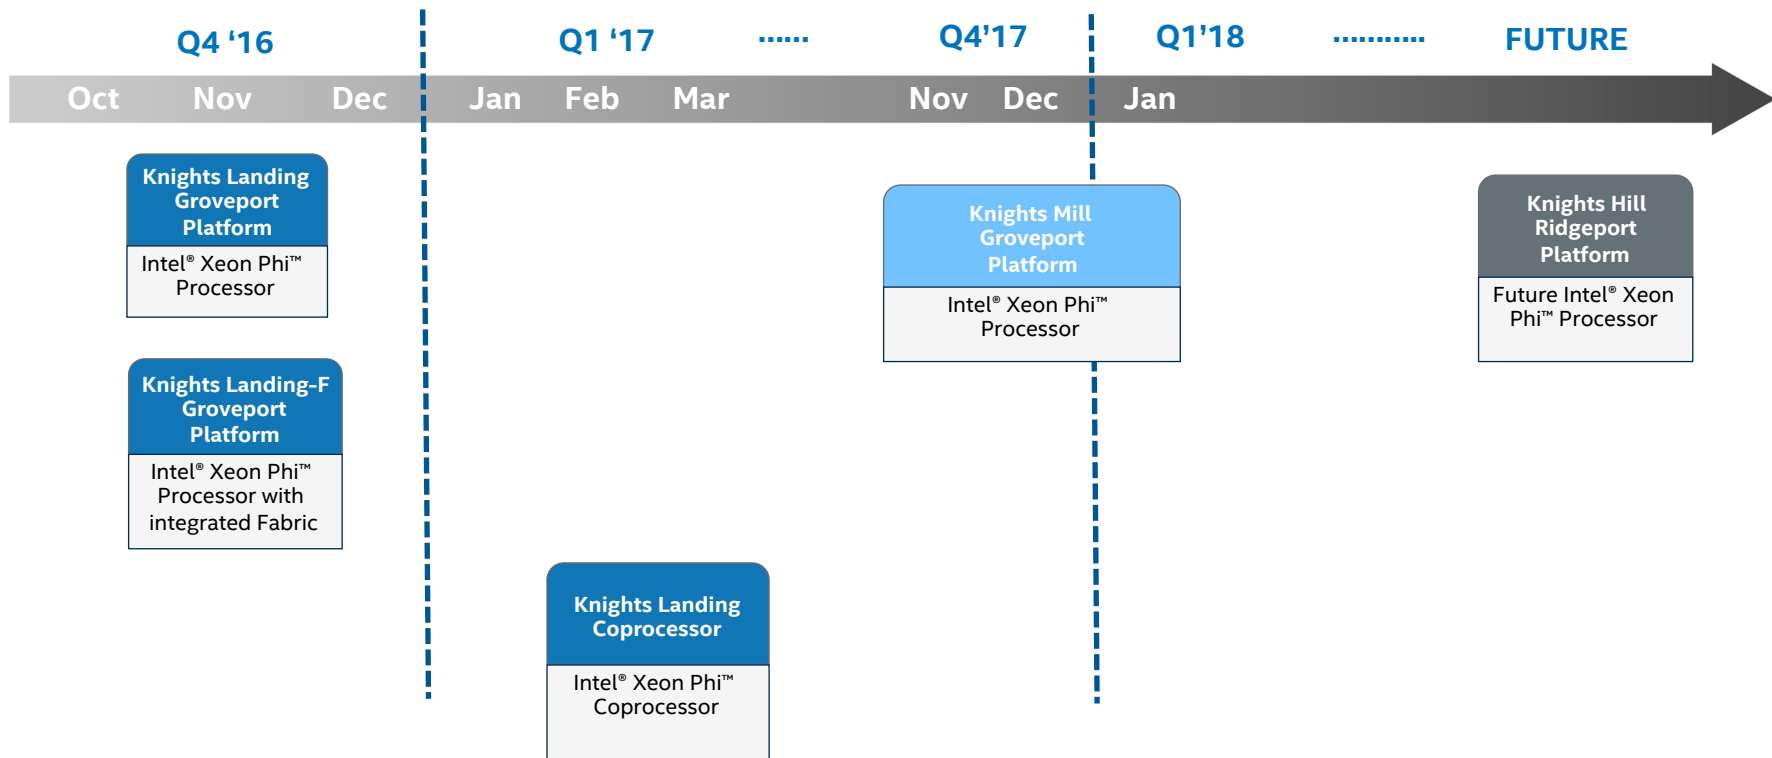 Q4 ‘16
Q1 ‘17
......
Q4’17
Q1’18
...........
FUTURE
Oct
Nov
Dec
Jan
Feb
Mar
Nov
Dec
Jan
Knights Landing
Groveport
Platform
Intel® Xeon Phi™
Processor
Knights Mill
Groveport
Platform
Intel® Xeon Phi™
Processor
Knights Hill
Ridgeport
Platform
Future Intel® Xeon
Phi™ Processor
Knights Landing-F
Groveport
Platform
Intel® Xeon Phi™
Processor with
integrated Fabric
Knights Landing
Coprocessor
Intel® Xeon Phi™
Coprocessor